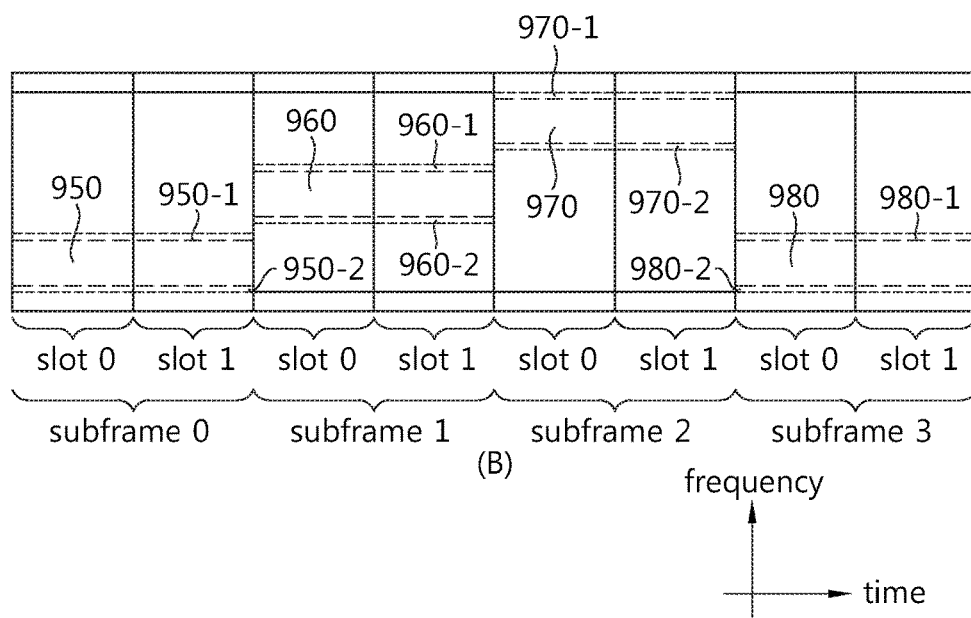 970-1
960 960-1
950 950-1 970 970-2 980 980-1
950-2 960-2 980-2
slot 0 slot 1 slot 0 slot 1 slot 0 slot 1 slot 0 slot 1
subframe 0 subframe 1 subframe 2 subframe 3
(B)
frequency
time